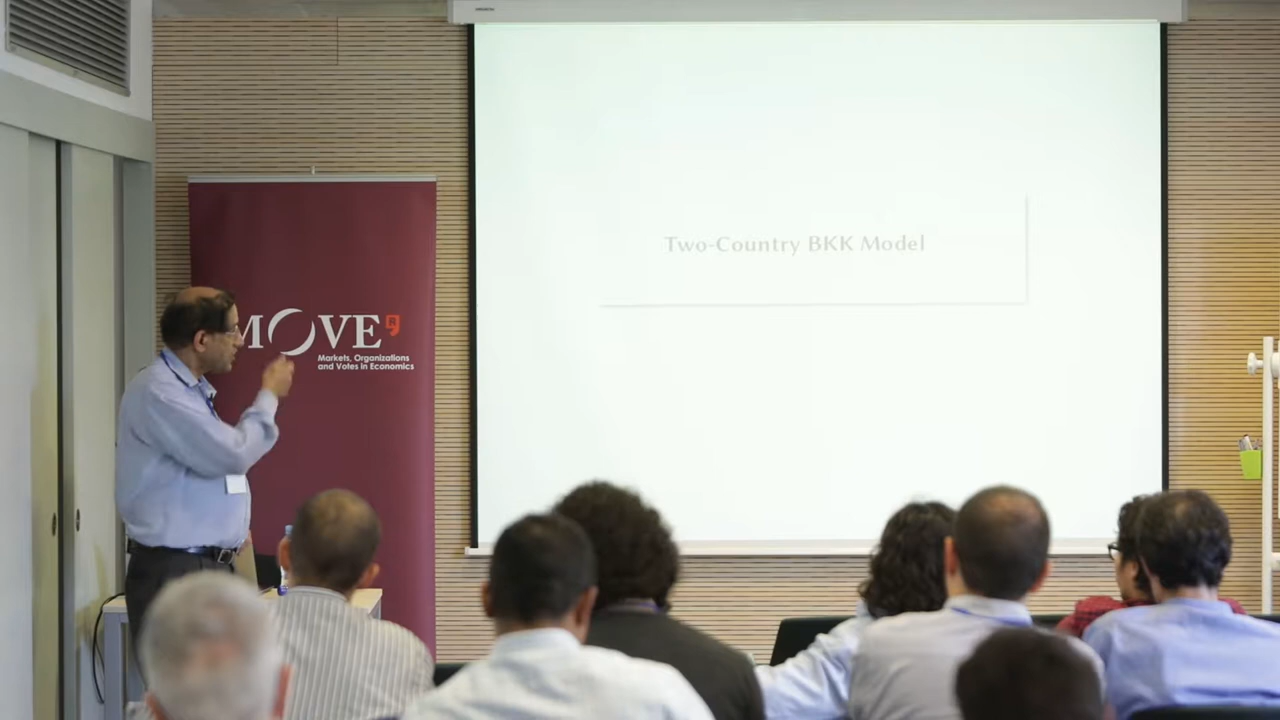 Two-Country BKK Model
MOVE
Markets, Organizations
and Votes in Economics